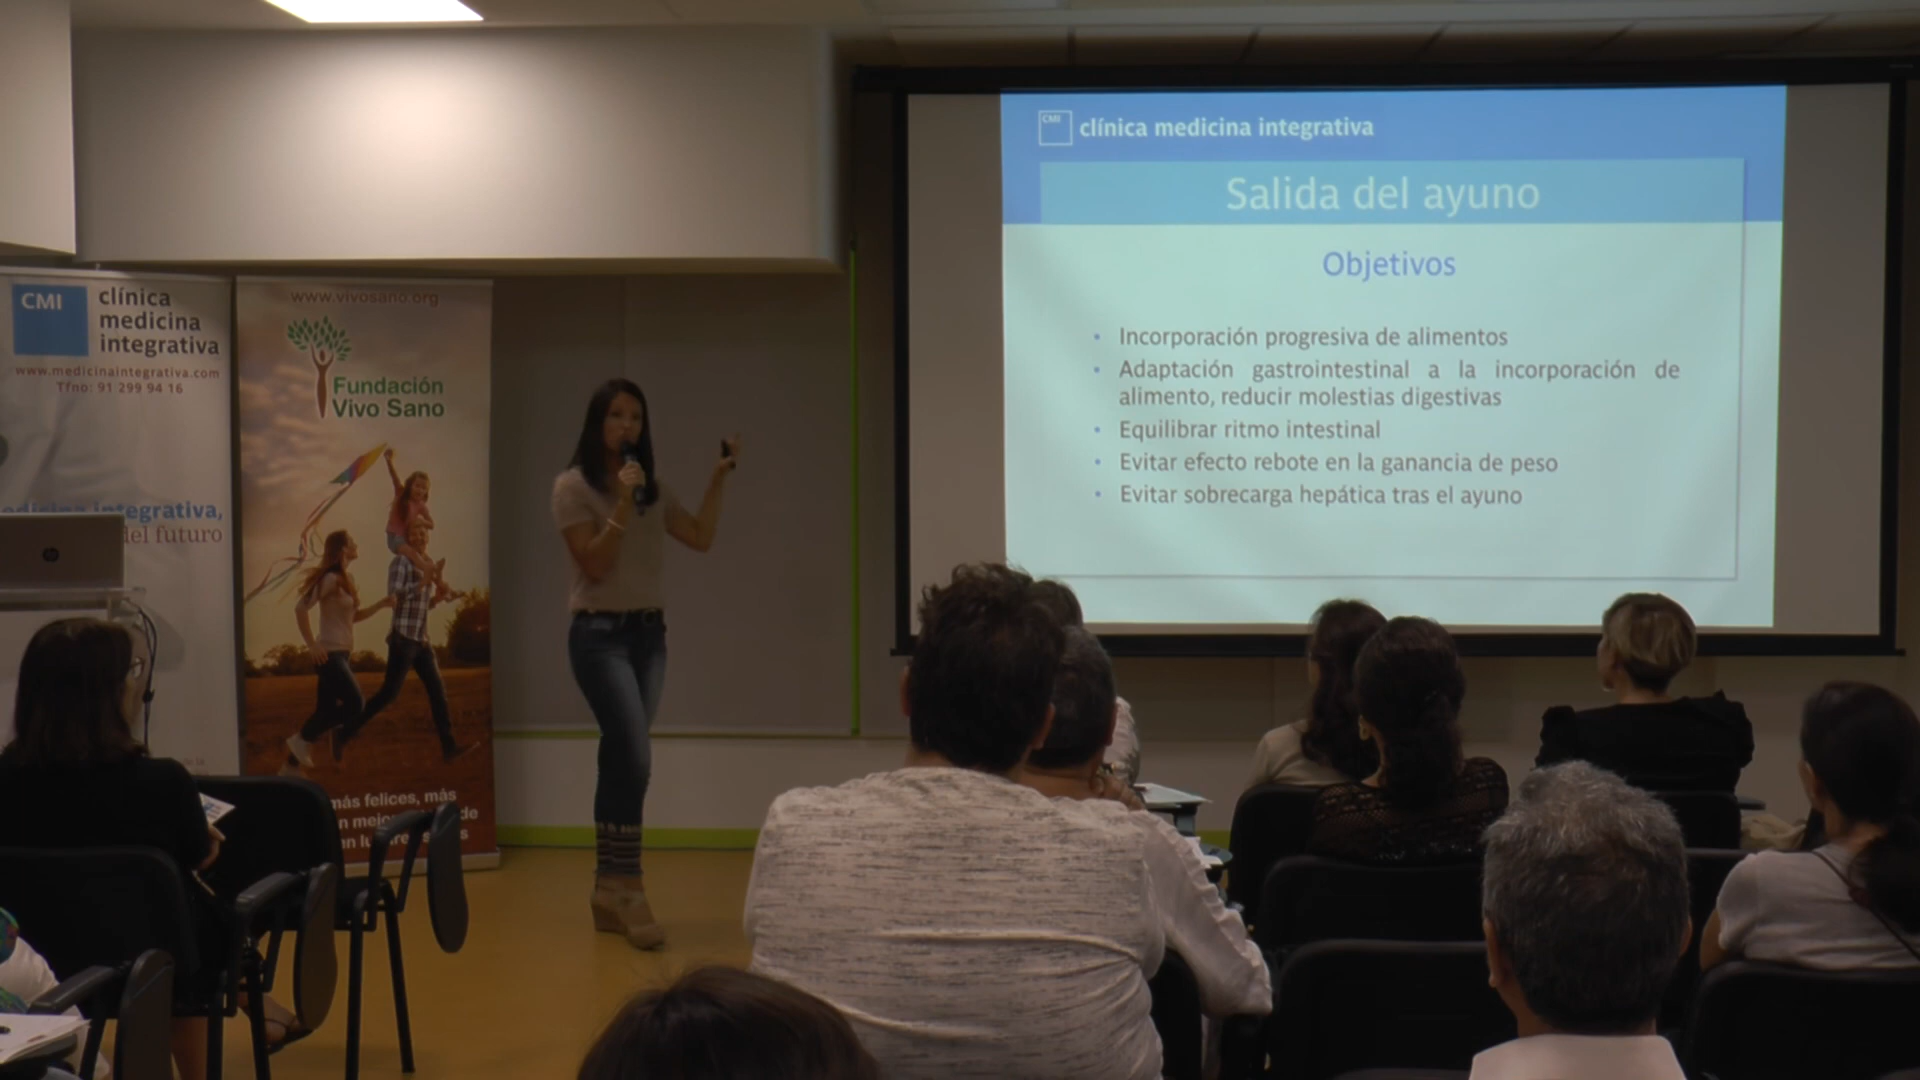 CMI
clínica medicina integrativa
Salida del ayuno
Objetivos
• Incorporación progresiva de alimentos
• Adaptación gastrointestinal a la incorporación de
alimento, reducir molestias digestivas
• Equilibrar ritmo intestinal
• Evitar efecto rebote en la ganancia de peso
• Evitar sobrecarga hepática tras el ayuno
CMI
clínica
medicina
integrativa
www.medicinaintegrativa.com
Tfno: 91 299 94 16
integrativa,
del futuro
www.vivosano.org
Fundación
Vivo Sano
más felices, más
hp